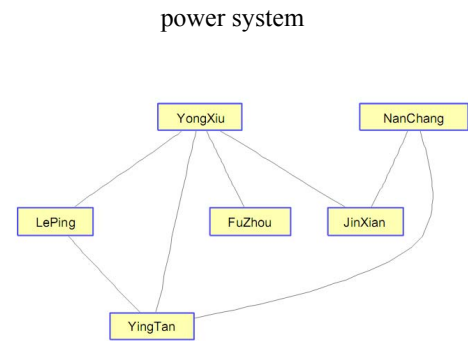 power system
YongXiu
NanChang
LePing
FuZhou
JinXian
YingTan